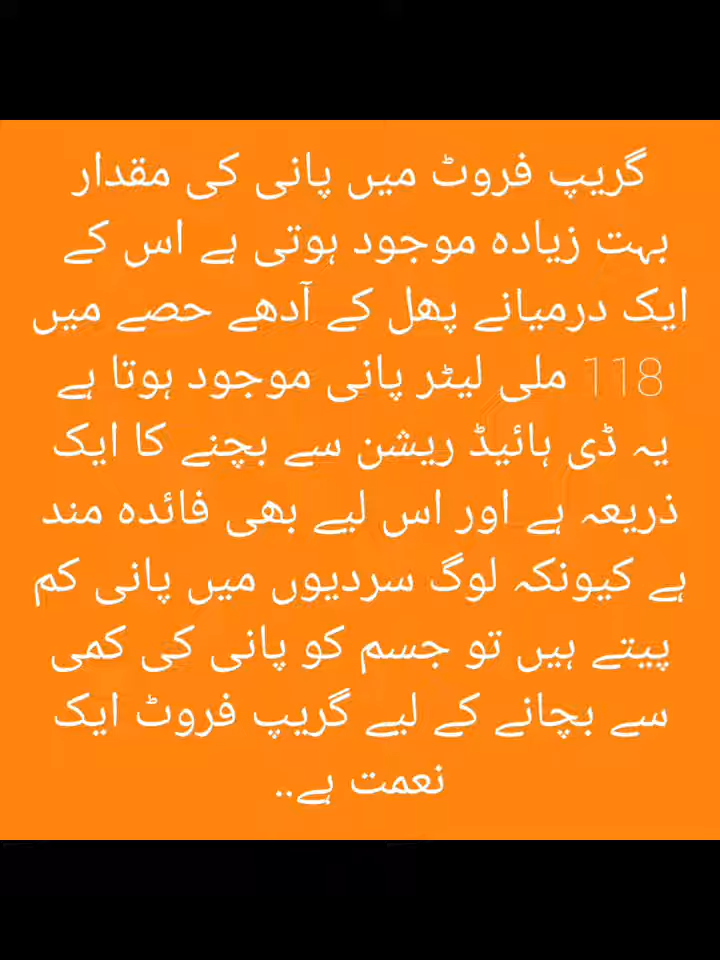 گریپ فروٹ میں پانی کی مقدار
بہت زیادہ موجود ہوتی ہے اس کے
ایک درمیانے پھل کے آدھے حصے میں
118 ملی لیٹر پانی موجود ہوتا ہے
یہ ڈی ہائیڈ ریشن سے بچنے کا ایک
ذریعہ ہے اور اس لیے بھی فائدہ مند
ہے کیونکہ لوگ سردیوں میں پانی کم
پیتے ہیں تو جسم کو پانی کی کمی
سے بچانے کے لیے گریپ فروٹ ایک
نعمت ہے..